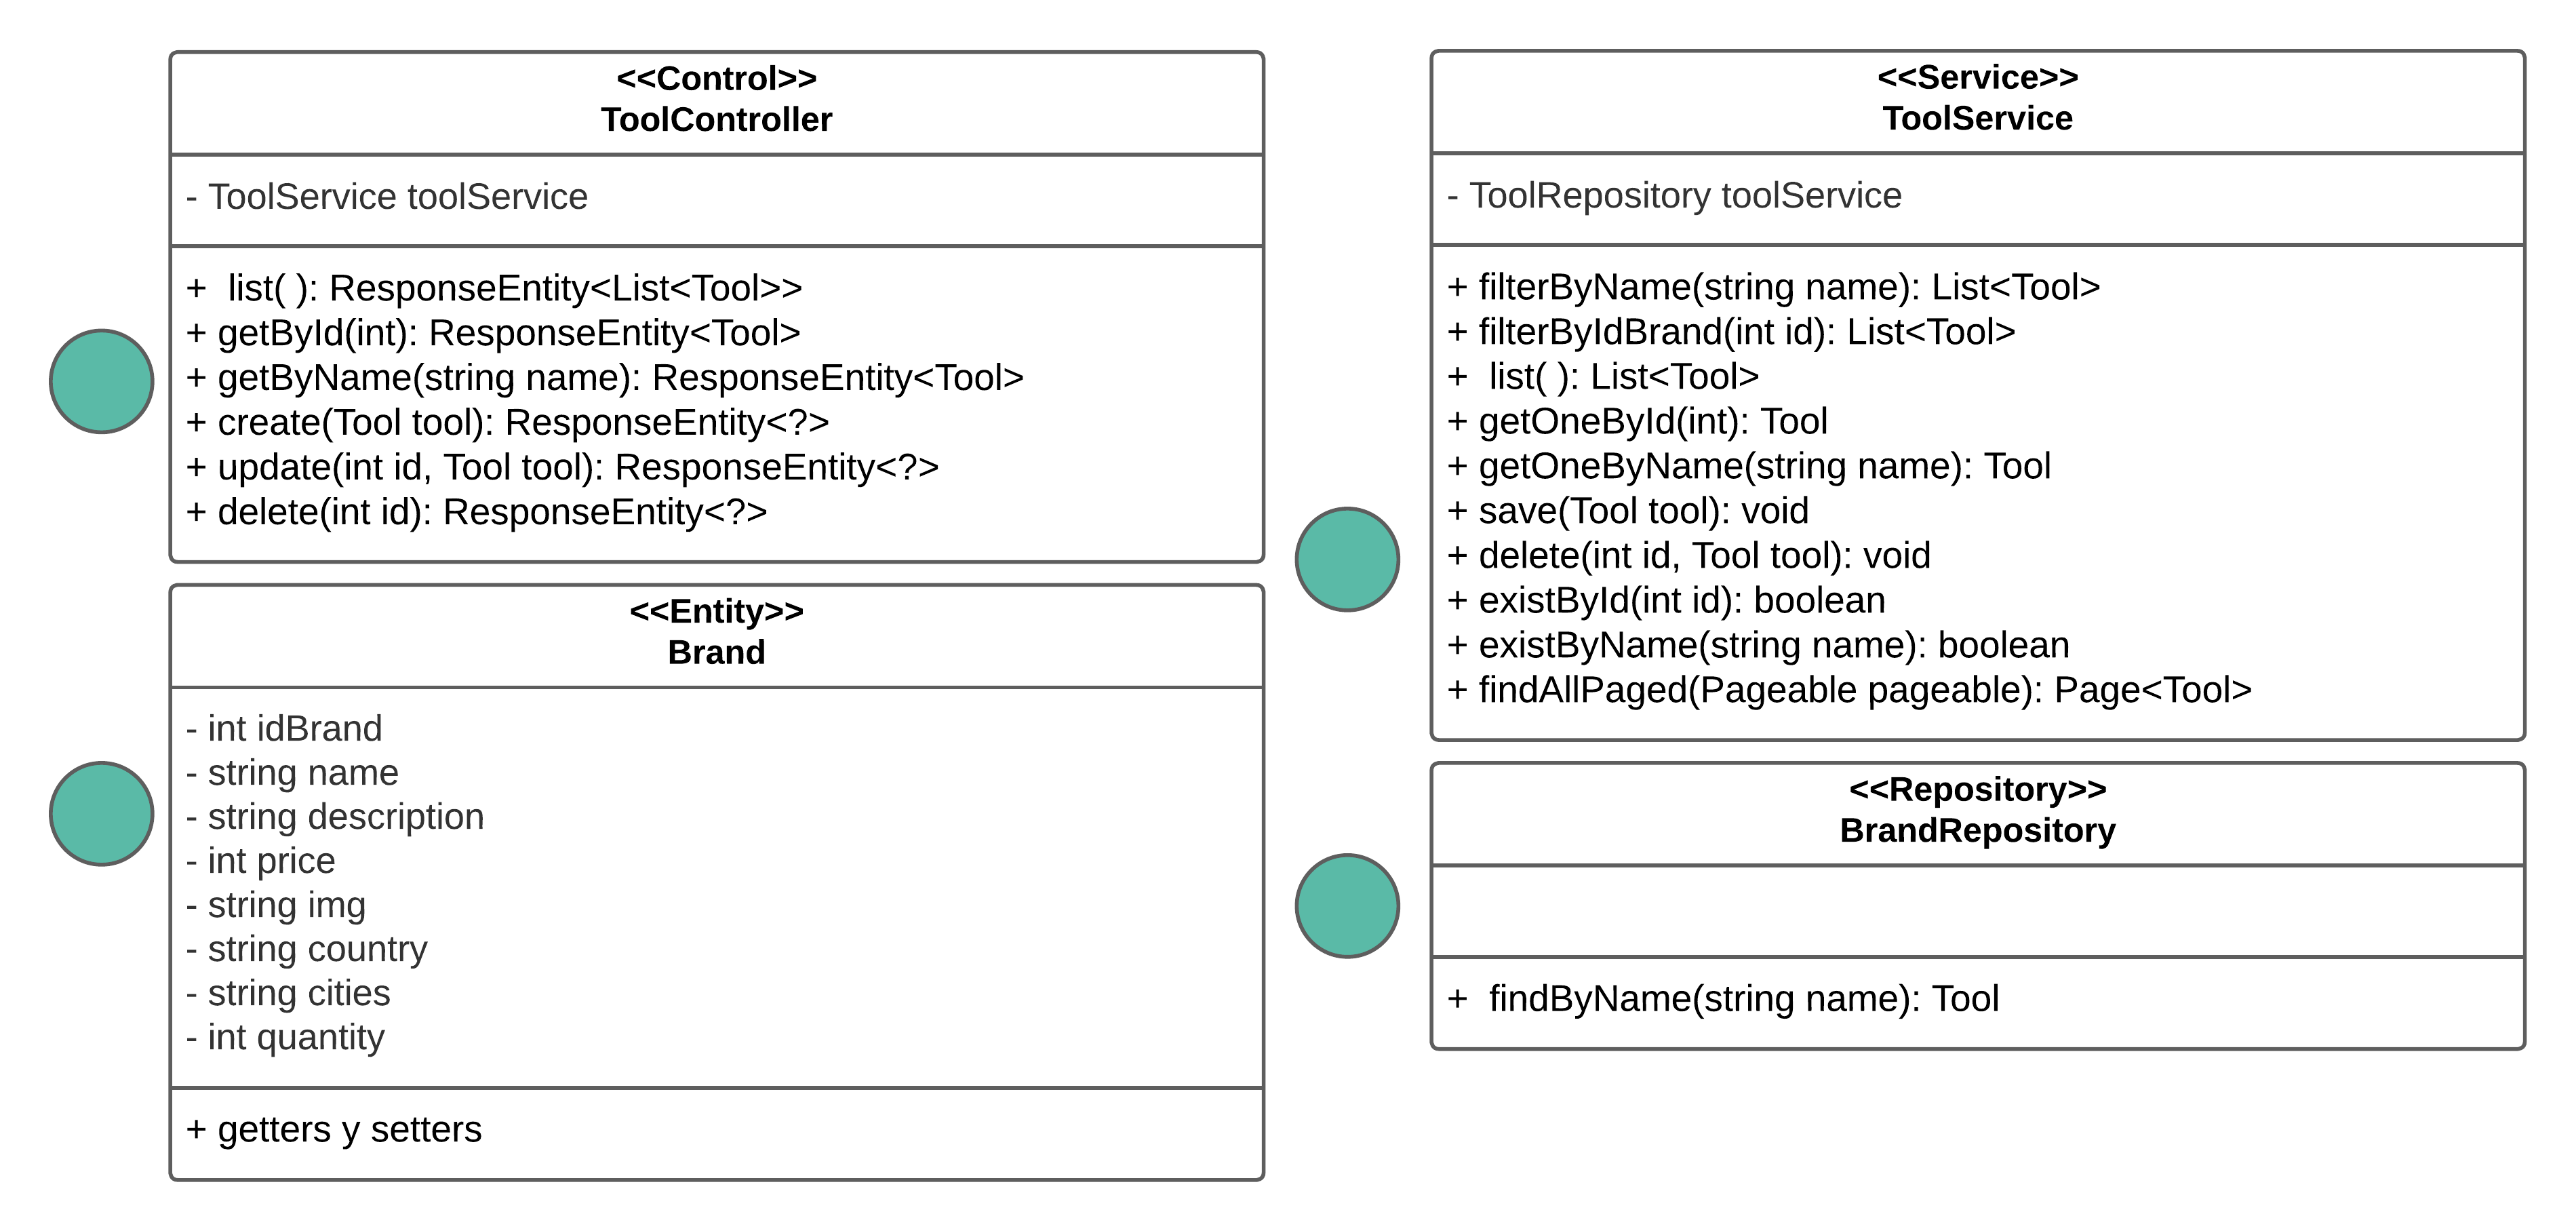 <<Control>>
ToolController
- ToolService toolService
+  list( ): ResponseEntity<List<Tool>>
+ getById(int): ResponseEntity<Tool>
+ getByName(string name): ResponseEntity<Tool>
+ create(Tool tool): ResponseEntity<?>
+ update(int id, Tool tool): ResponseEntity<?>
+ delete(int id): ResponseEntity<?>
<<Entity>>
Brand
- int idBrand
- string name
- string description
- int price
- string img
- string country
- string cities
- int quantity
+ getters y setters
<<Service>>
ToolService
- ToolRepository toolService
+ filterByName(string name): List<Tool>
+ filterByIdBrand(int id): List<Tool>
+  list( ): List<Tool>
+ getOneById(int): Tool
+ getOneByName(string name): Tool
+ save(Tool tool): void
+ delete(int id, Tool tool): void
+ existById(int id): boolean
+ existByName(string name): boolean
+ findAllPaged(Pageable pageable): Page<Tool>
<<Repository>>
BrandRepository
+  findByName(string name): Tool